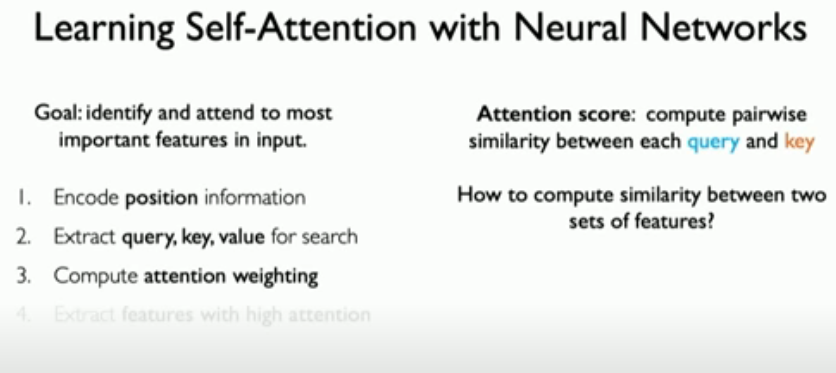 Learning Self-Attention with Neural Networks
Goal: identify and attend to most
important features in input.
1. Encode position information
2. Extract query, key, value for search
3. Compute attention weighting
4. Extract features with high attention
Attention score: compute pairwise
similarity between each query and key
How to compute similarity between two
sets of features?